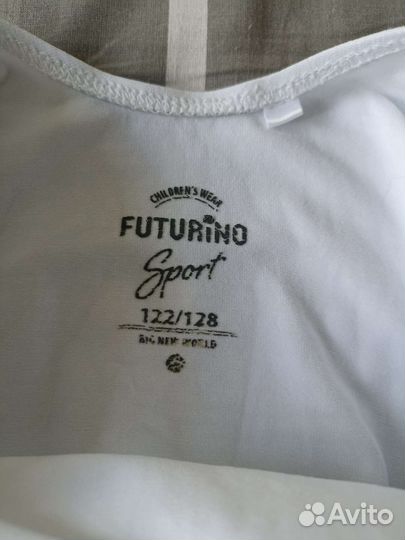 CHILDREN'S WEAR
FUTURINO
Sport
122/128
BIG NEW WORLD
Avito